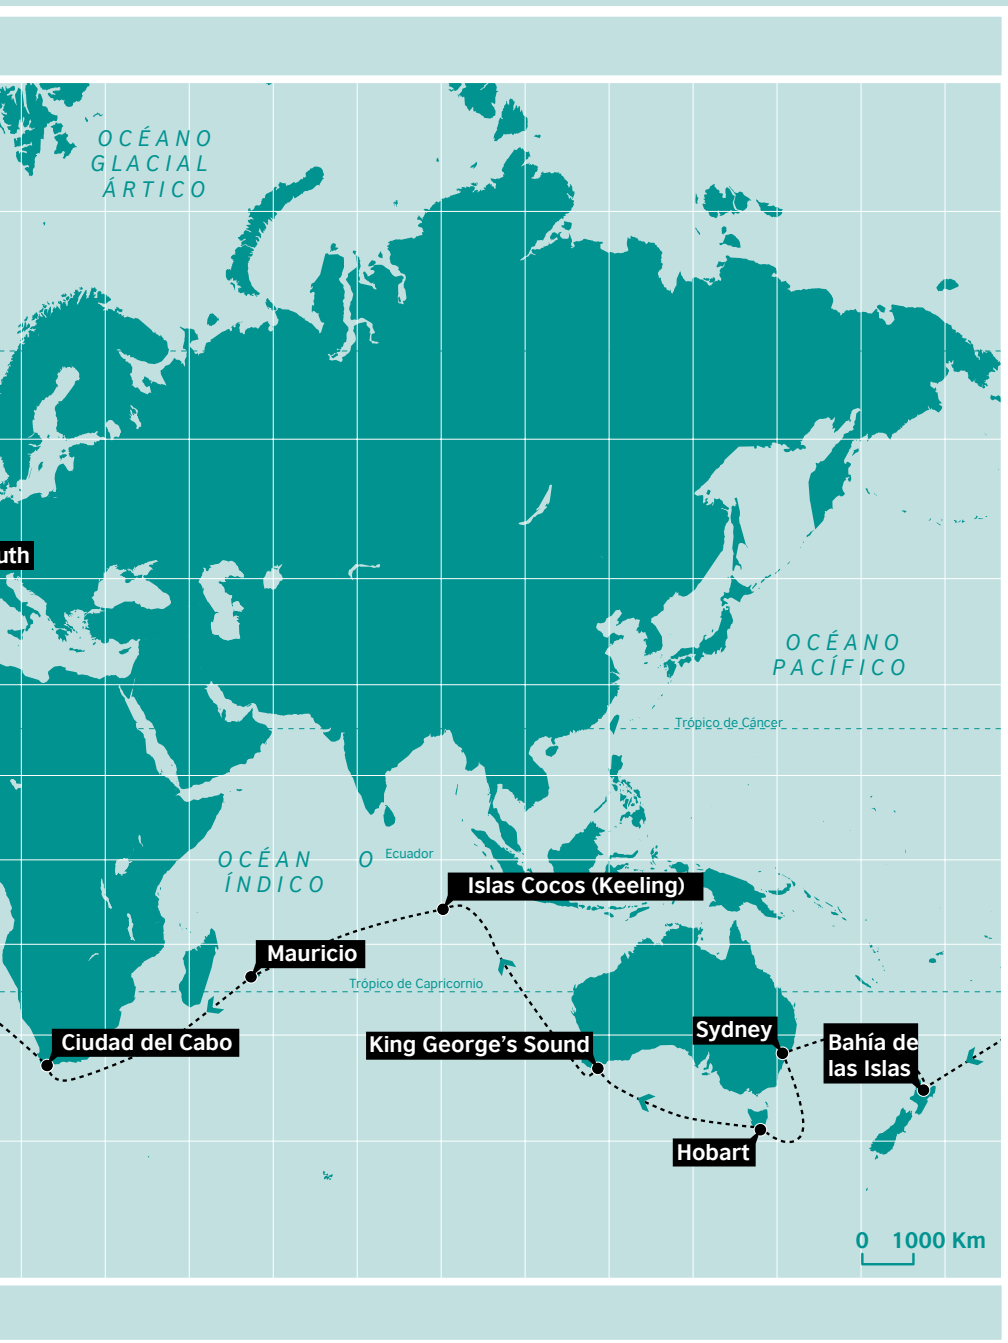 OCÉANO
GLACIAL
ÁRTICO
uth
OCÉANO
PACÍFICO
Trópico de Cáncer
OCÉAN O
ÍNDICO
Ecuador
Islas Cocos (Keeling)
Mauricio
Trópico de Capricornio
Ciudad del Cabo
King George's Sound
Sydney
Bahía de
las Islas
Hobart
0 1000 Km